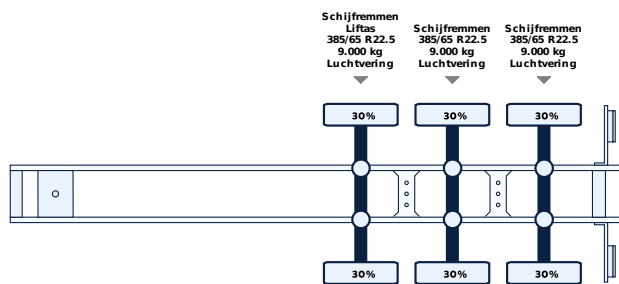 Schijfremmen
Liftas
385/65 R22.5
9.000 kg
Luchtvering
Schijfremmen
385/65 R22.5
9.000 kg
Luchtvering
Schijfremmen
385/65 R22.5
9.000 kg
Luchtvering
30%
30%
30%
30%
30%
30%